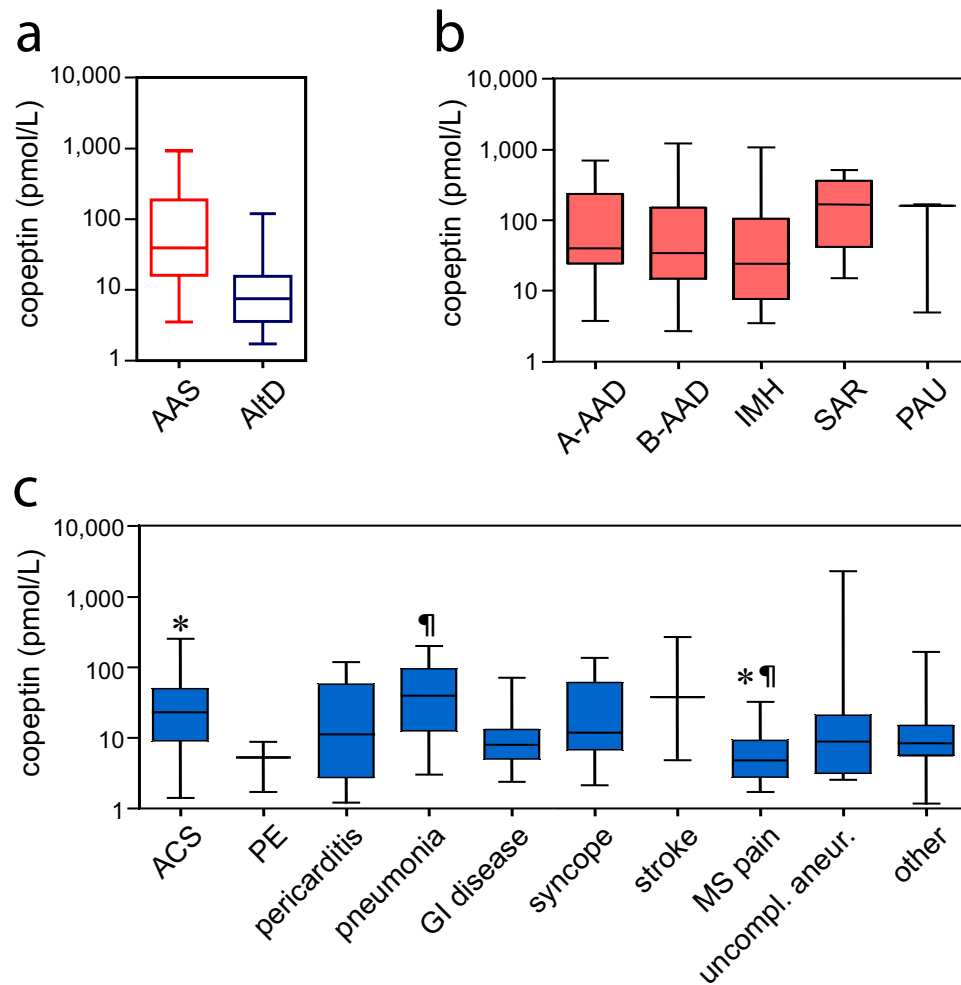 a
copeptin (pmol/L)
10,000
1,000
100
10
1
AAS
AltD
b
copeptin (pmol/L)
10,000
1,000
100
10
1
A-AAD
B-AAD
IMH
SAR
PAU
c
copeptin (pmol/L)
10,000
1,000
100
10
1
*
¶
*¶
ACS
PE
pericarditis
pneumonia
GI disease
syncope
stroke
MS pain
uncompl. aneur.
other